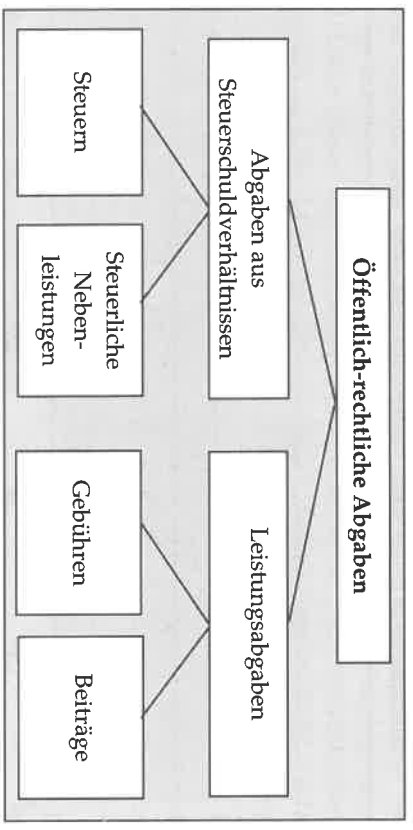 Öffentlich-rechtliche Abgaben
Abgaben aus
Steuerschuldverhältnissen
Leistungsabgaben
Steuern
Steuerliche
Neben-
leistungen
Gebühren
Beiträge